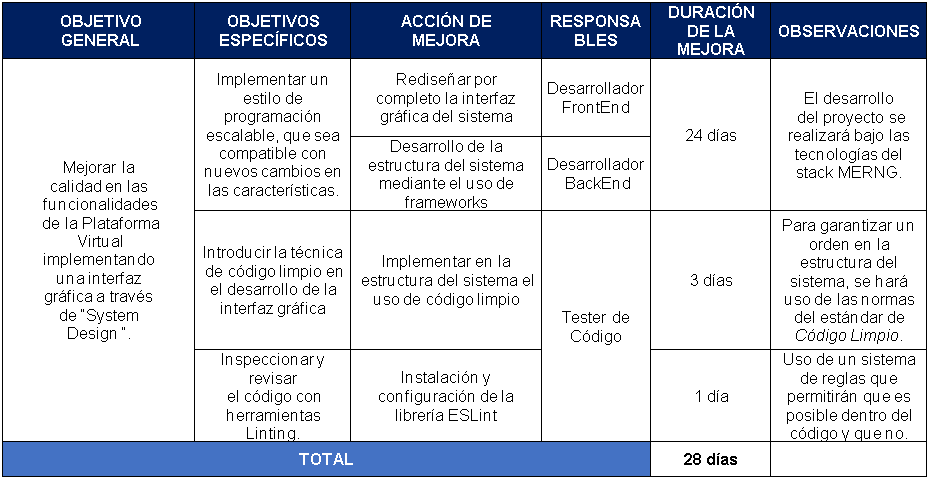 OBJETIVO
GENERAL
OBJETIVOS
ESPECÍFICOS
ACCIÓN DE
MEJORA
RESPONSA
BLES
DURACIÓN
DE LA
MEJORA
OBSERVACIONES
Mejorar la
calidad en las
funcionalidades
de la Plataforma
Virtual
implementando
una interfaz
gráfica a través
de “System
Design”.
Implementar un
estilo de
programación
escalable, que sea
compatible con
nuevos cambios en
las características.
Rediseñar por
completo la interfaz
gráfica del sistema
Desarrollador
FrontEnd
Desarrollo de la
estructura del sistema
mediante el uso de
frameworks
Desarrollador
BackEnd
24 días
El desarrollo
del proyecto se
realizará bajo las
tecnologías del
stack MERNG.
Introducir la técnica
de código limpio en
el desarrollo de la
interfaz gráfica
Implementar en la
estructura del sistema el
uso de código limpio
Tester de
Código
3 días
Para garantizar un
orden en la
estructura del
sistema, se hará
uso de las normas
del estándar de
Código Limpio.
Inspeccionar y
revisar
el código con
herramientas
Linting.
Instalación y
configuración de la
librería ESLint
1 día
Uso de un sistema
de reglas que
permitirán que es
posible dentro del
código y que no.
TOTAL
28 días